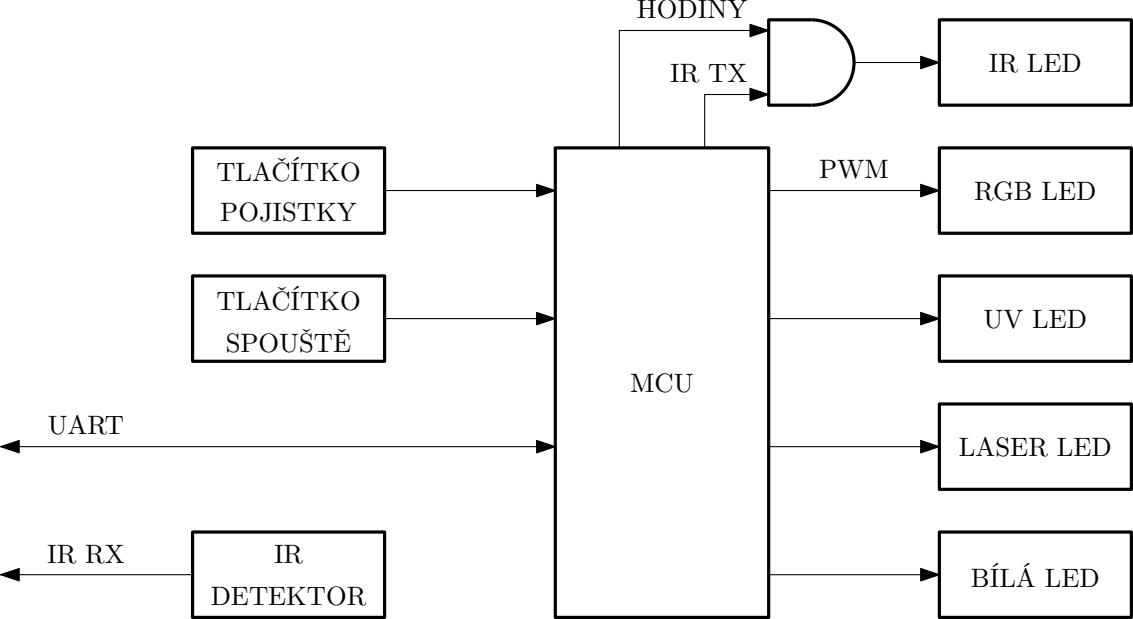 HODINY
IR TX
IR LED
TLAČÍTKO
POJISTKY
PWM
RGB LED
TLAČÍTKO
SPOUŠTĚ
UV LED
MCU
UART
LASER LED
IR RX
IR
DETEKTOR
BÍLÁ LED